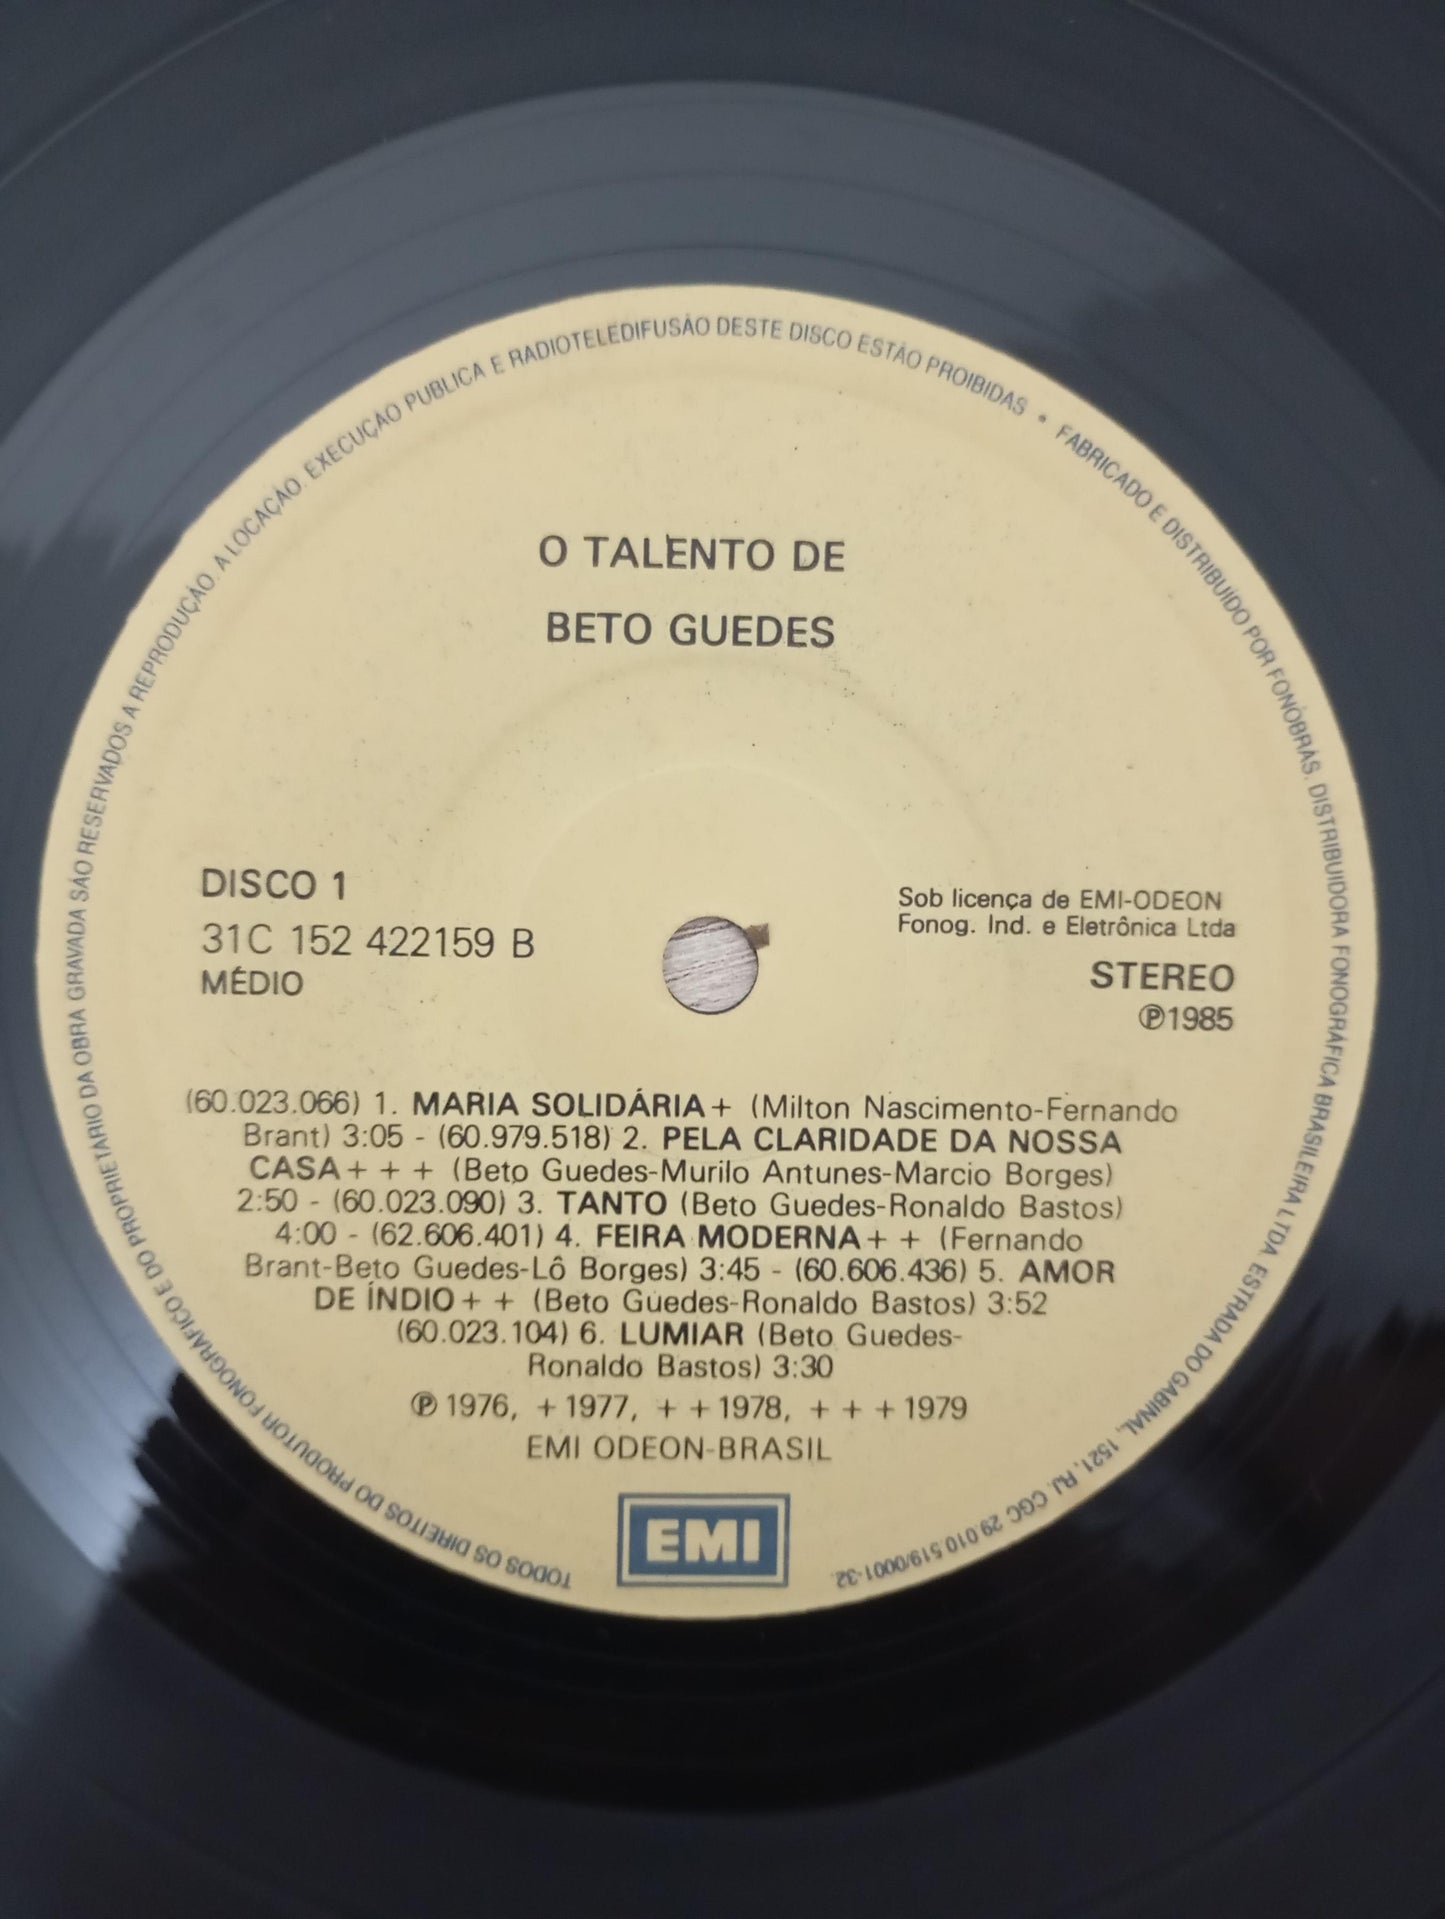 O TALENTO DE
BETO GUEDES
DISCO 1
31C 152 422159 B
MÉDIO
Sob licença de EMI-ODEON
Fonog. Ind. e Eletrônica Ltda
STEREO
℗1985
(60.023.066) 1. MARIA SOLIDÁRIA+ (Milton Nascimento-Fernando
Brant) 3:05 - (60.979.518) 2. PELA CLARIDADE DA NOSSA
CASA+ + + (Beto Guedes-Murilo Antunes-Marcio Borges)
2:50 - (60.023.090) 3. TANTO (Beto Guedes-Ronaldo Bastos)
4:00 - (62.606.401) 4. FEIRA MODERNA+ + (Fernando
Brant-Beto Guedes-Lô Borges) 3:45 - (60.606.436) 5. AMOR
DE ÍNDIO+ + (Beto Guedes-Ronaldo Bastos) 3:52
(60.023.104) 6. LUMIAR (Beto Guedes-
Ronaldo Bastos) 3:30
℗ 1976, +1977, + +1978, + + +1979
EMI ODEON-BRASIL
EMI
TODOS OS DIREITOS DO PRODUTOR FONOGRÁFICO E DO PROPRIETARIO DA OBRA GRAVADA SÃO RESERVADOS A REPRODUÇÃO, A LOCAÇÃO, EXECUÇÃO PUBLICA E RADIOTELEDIFUSÃO DESTE DISCO ESTÃO PROIBIDAS • FABRICADO E DISTRIBUIDO POR FONOBRÁS, DISTRIBUIDORA FONOGRÁFICA BRASILEIRA LTDA. ESTRADA DO GABINAL, 1521, RJ. CGC 29.010.519/0001-32.